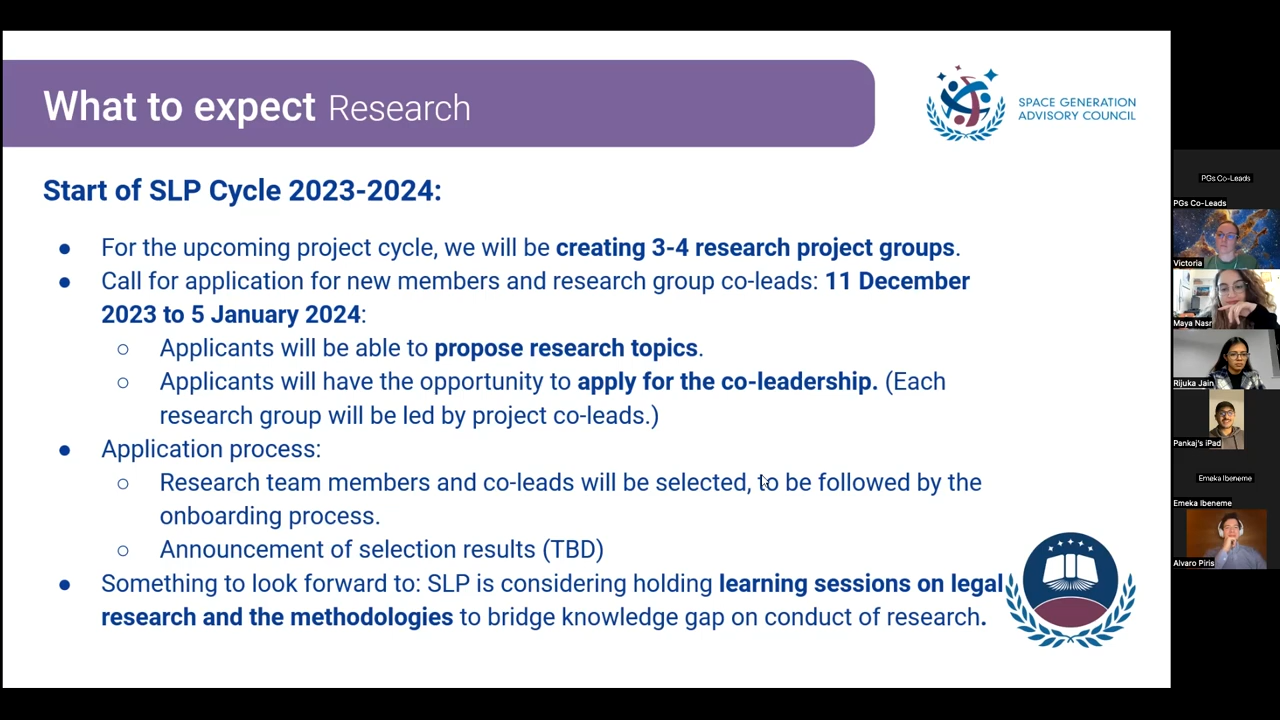 What to expect Research
SPACE GENERATION
ADVISORY COUNCIL
Start of SLP Cycle 2023-2024:
● For the upcoming project cycle, we will be creating 3-4 research project groups.
● Call for application for new members and research group co-leads: 11 December
2023 to 5 January 2024:
○ Applicants will be able to propose research topics.
○ Applicants will have the opportunity to apply for the co-leadership. (Each
research group will be led by project co-leads.)
● Application process:
○ Research team members and co-leads will be selected, to be followed by the
onboarding process.
○ Announcement of selection results (TBD)
● Something to look forward to: SLP is considering holding learning sessions on legal
research and the methodologies to bridge knowledge gap on conduct of research.
PGs Co-Leads
PGs Co-Leads
Victoria
Maya Nasr
Rijuka Jain
Pankaj's iPad
Emeka Ibeneme
Emeka Ibeneme
Alvaro Piris